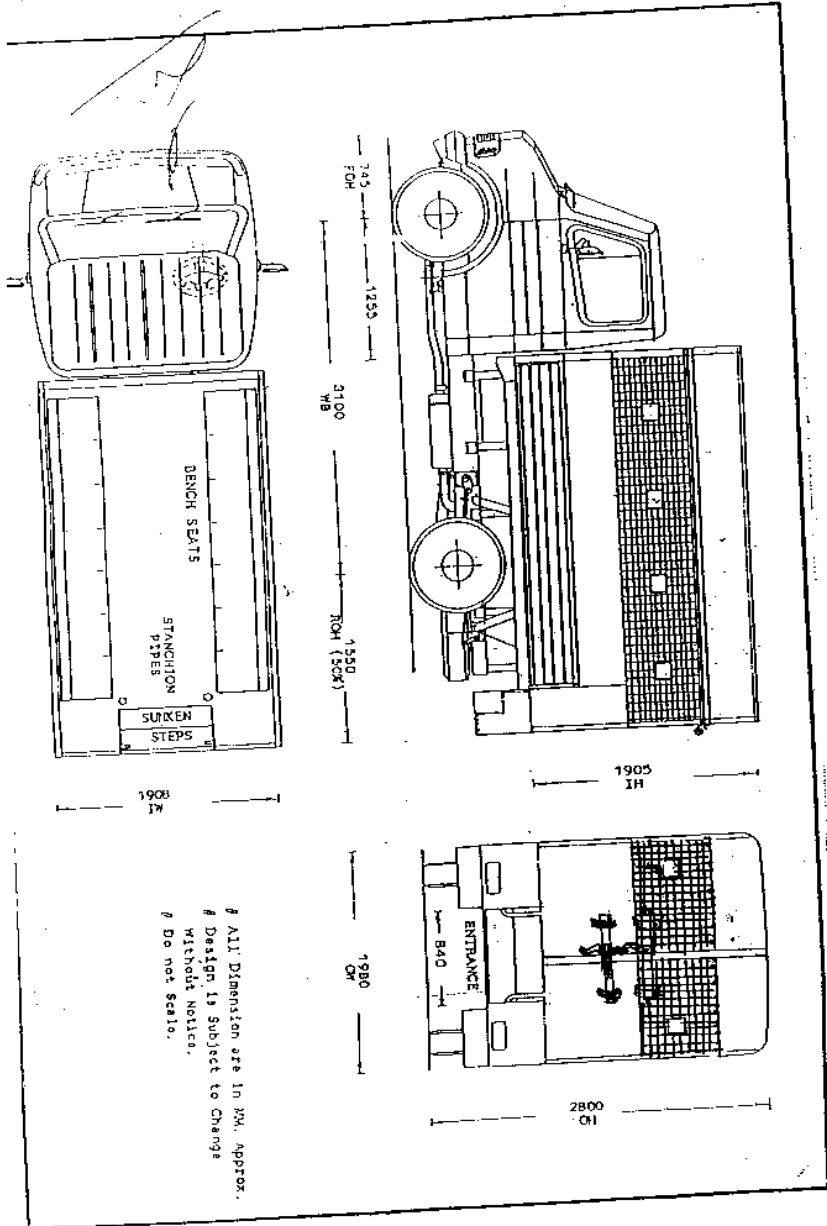 745
FOH
1255
3100
WB
1550
ROH (50%)
BENCH SEATS
STANCHION
PIPES
SUNKEN
STEPS
1908
IW
1905
IH
ENTRANCE
840
1980
OW
2800
OH
# All Dimension are in MM. Approx.
# Design is Subject to Change
Without Notice.
# Do not Scale.